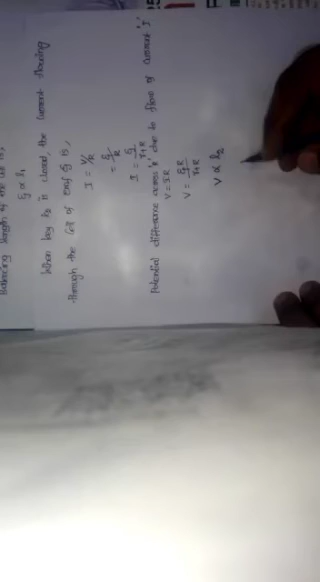 Balancing length of the cell is,
ξ ∝ l₁
When key k₂ is closed, the current flowing
through the cell of emf ξ is,
I = V/R
= ξ/R
I = ξ/r+R
Potential difference across 'R' due to flow of current 'I'
V = IR
V = ξR/r+R
V ∝ l₂